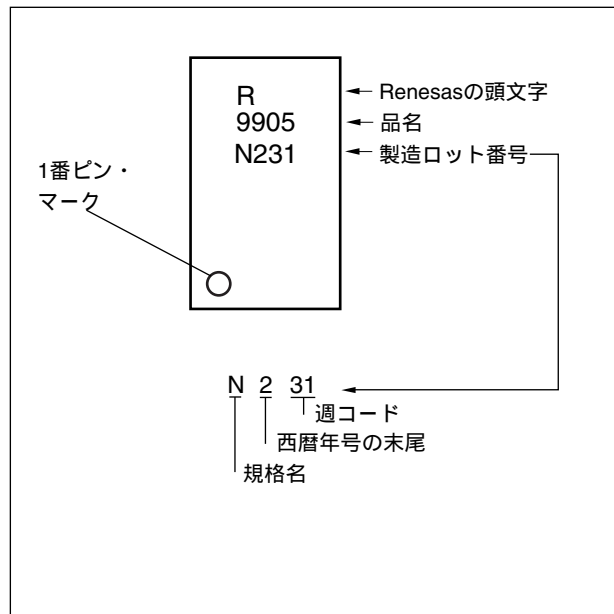 R
9905
N231
Renesasの頭文字
品名
製造ロット番号
1番ピン・
マーク
N 2 31
週コード
西暦年号の末尾
規格名